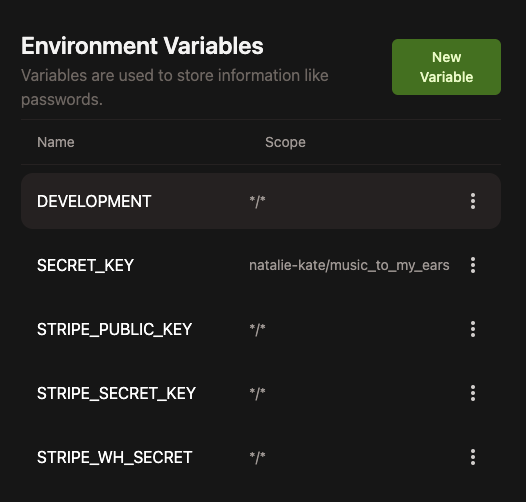 Environment Variables
Variables are used to store information like
passwords.
New
Variable
Name Scope
DEVELOPMENT */*
SECRET_KEY natalie-kate/music_to_my_ears
STRIPE_PUBLIC_KEY */*
STRIPE_SECRET_KEY */*
STRIPE_WH_SECRET */*